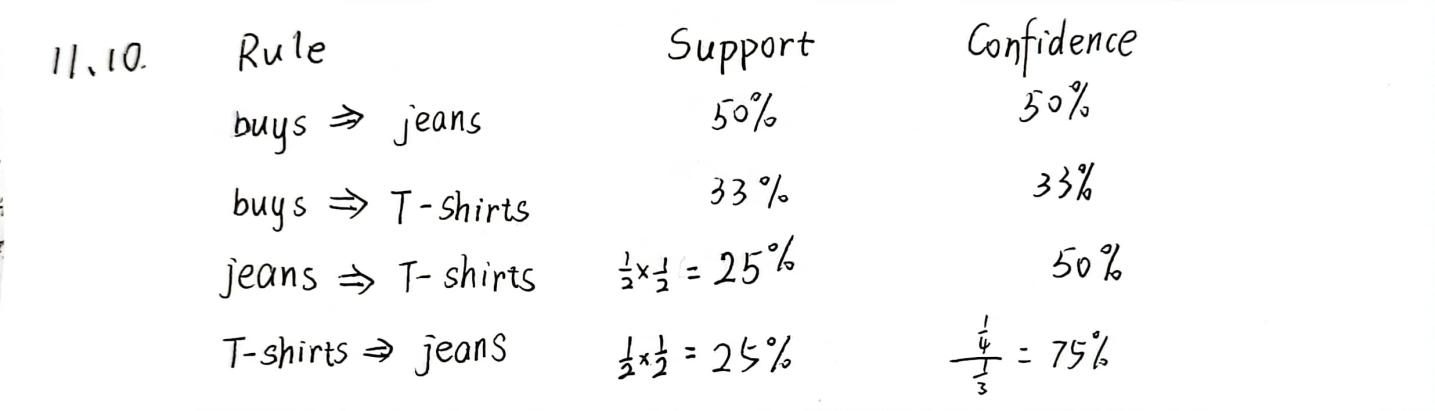 11、10. Rule Support Confidence
buys ⇒ jeans 50% 50%
buys ⇒ T-shirts 33% 33%
jeans ⇒ T-shirts 1/2 × 1/2 = 25% 50%
T-shirts ⇒ jeans 1/2 × 1/2 = 25% (1/4)/(1/3) = 75%